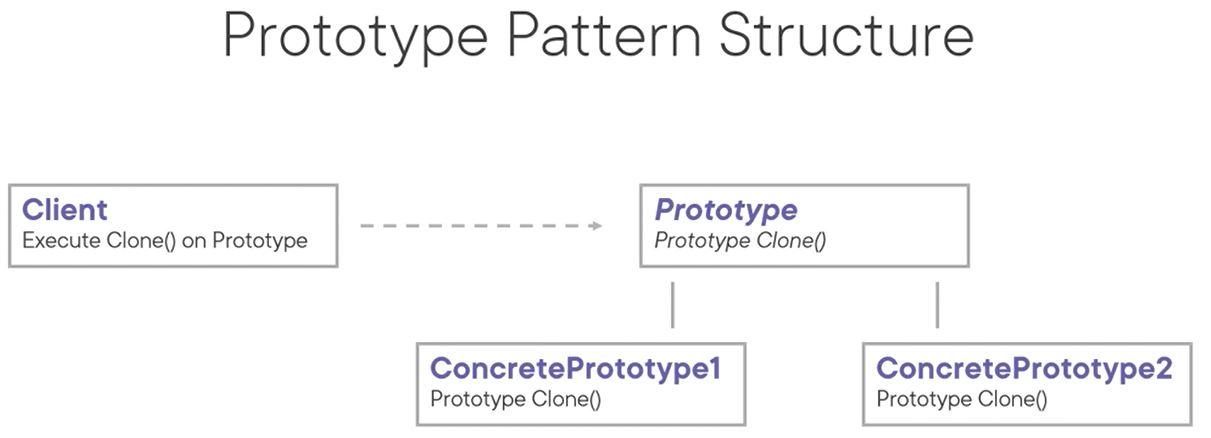 Prototype Pattern Structure
Client
Execute Clone() on Prototype
Prototype
Prototype Clone()
ConcretePrototype1
Prototype Clone()
ConcretePrototype2
Prototype Clone()